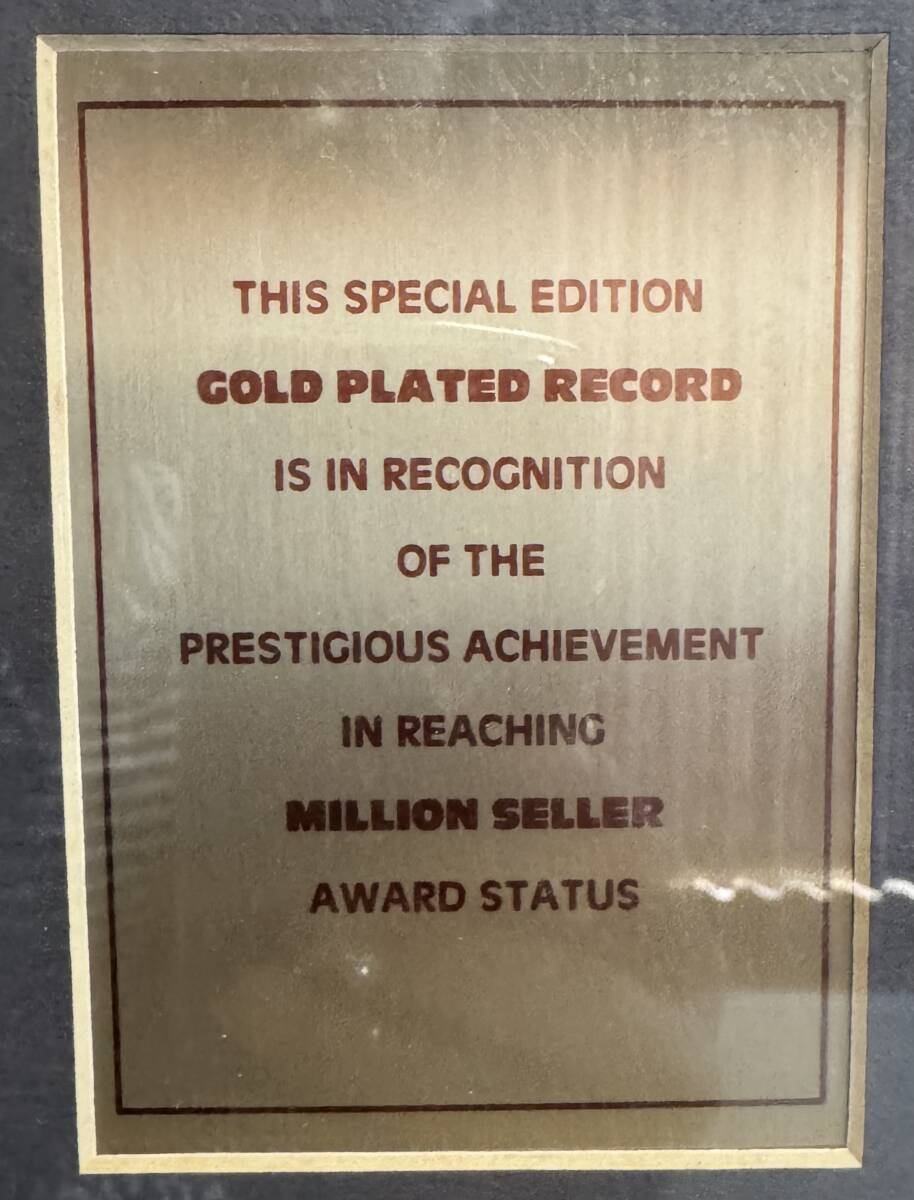 THIS SPECIAL EDITION
GOLD PLATED RECORD
IS IN RECOGNITION
OF THE
PRESTIGIOUS ACHIEVEMENT
IN REACHING
MILLION SELLER
AWARD STATUS